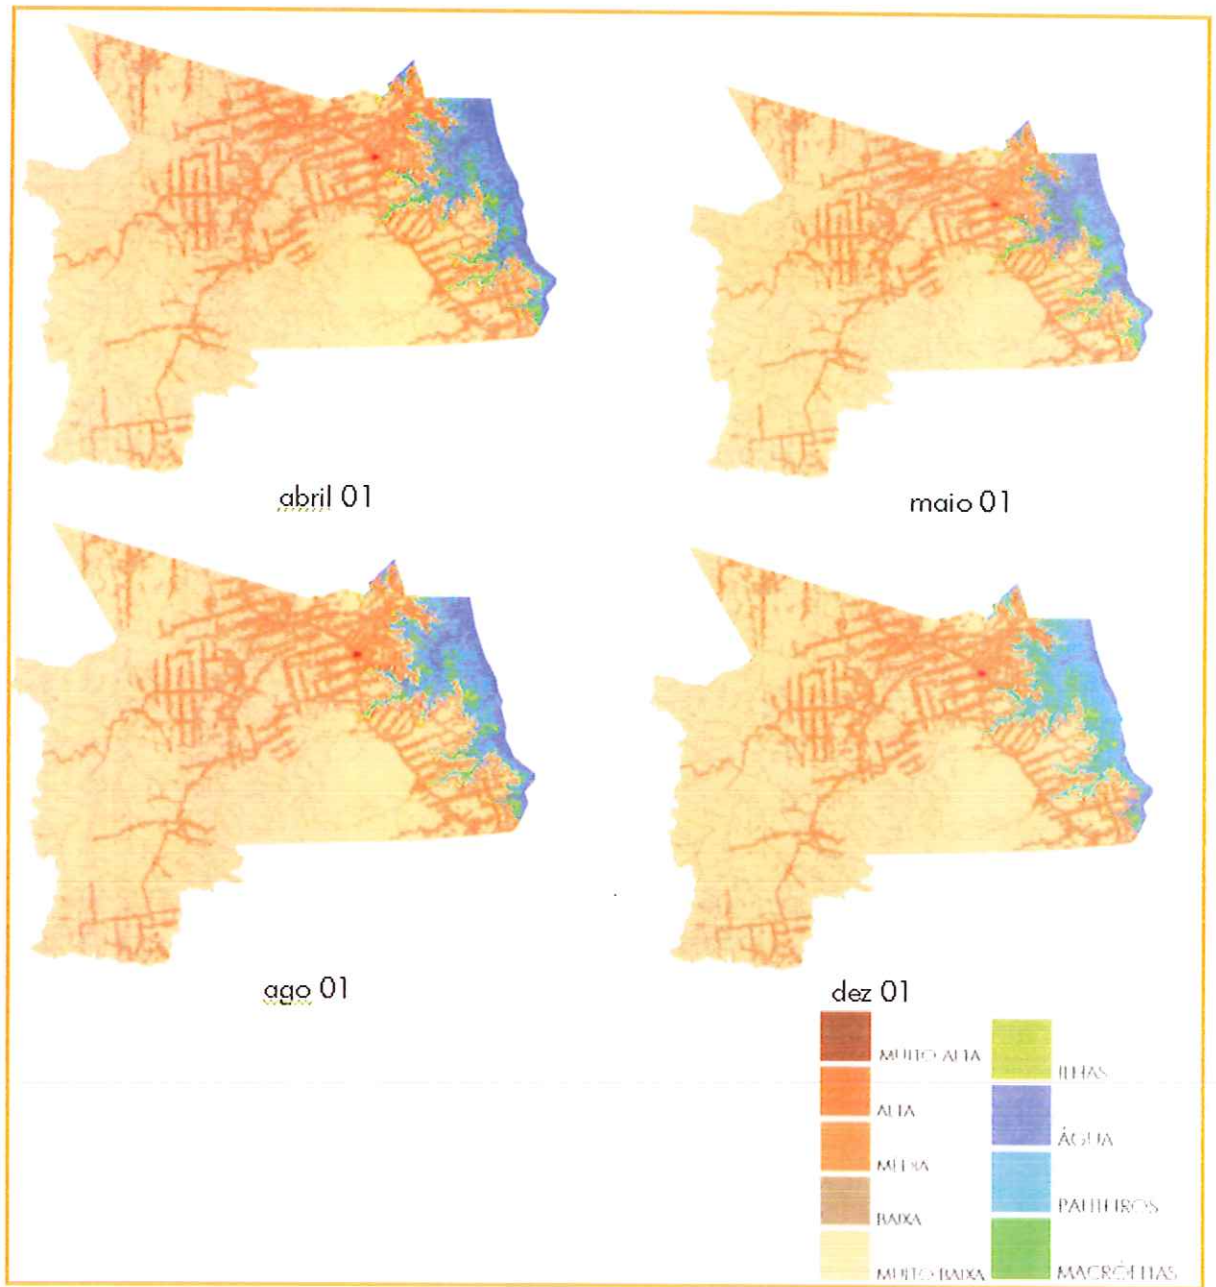 abril 01
maio 01
ago 01
dez 01
MUITO ALTA
ALTA
MÉDIA
BAIXA
MUITO BAIXA
ILHAS
ÁGUA
PALITEIROS
MACRÓFITAS